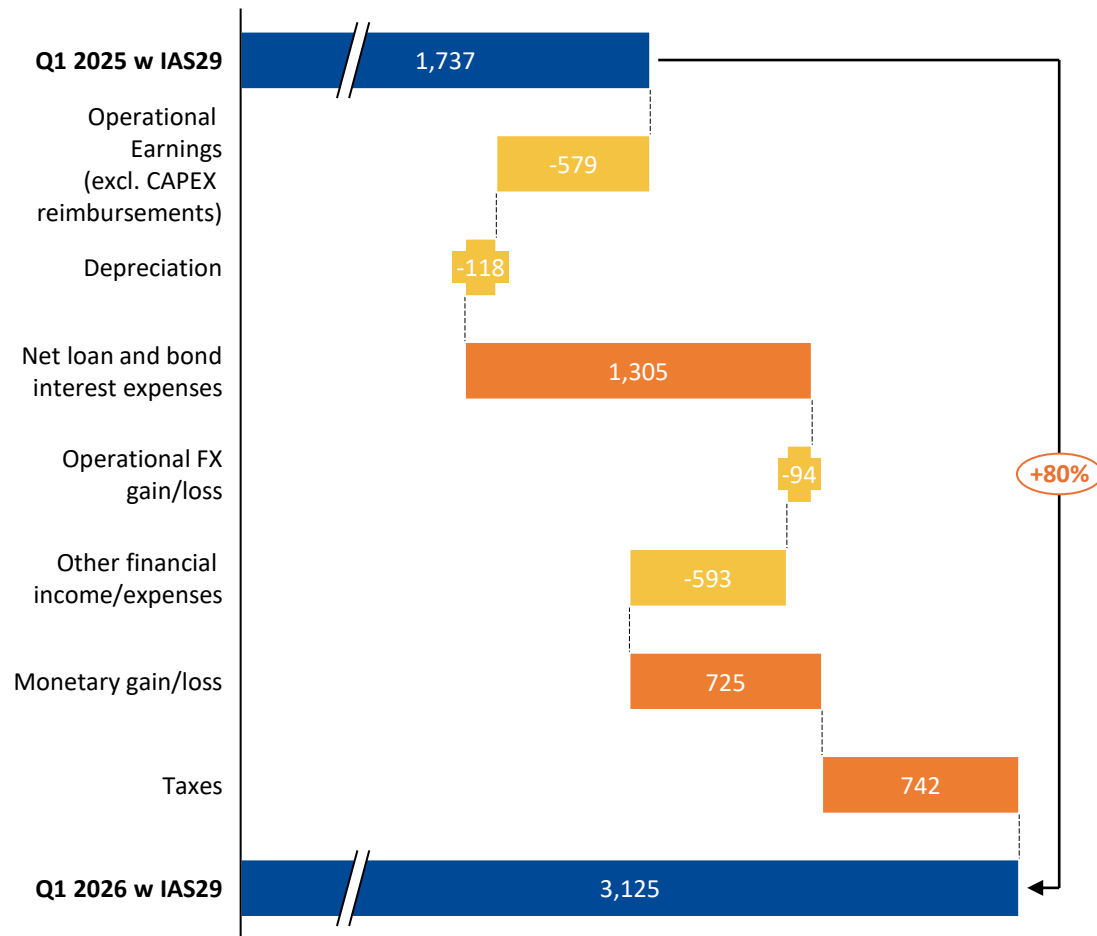 Q1 2025 w IAS29
1,737
Operational
Earnings
(excl. CAPEX
reimbursements)
-579
Depreciation
-118
Net loan and bond
interest expenses
1,305
Operational FX
gain/loss
-94
+80%
Other financial
income/expenses
-593
Monetary gain/loss
725
Taxes
742
Q1 2026 w IAS29
3,125